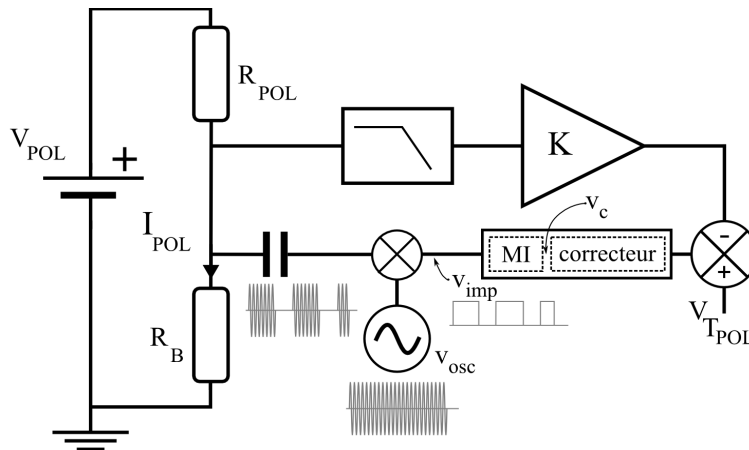 R_POL
V_POL
+
K
I_POL
v_c
MI
correcteur
-
+
v_imp
V_T_POL
R_B
v_osc